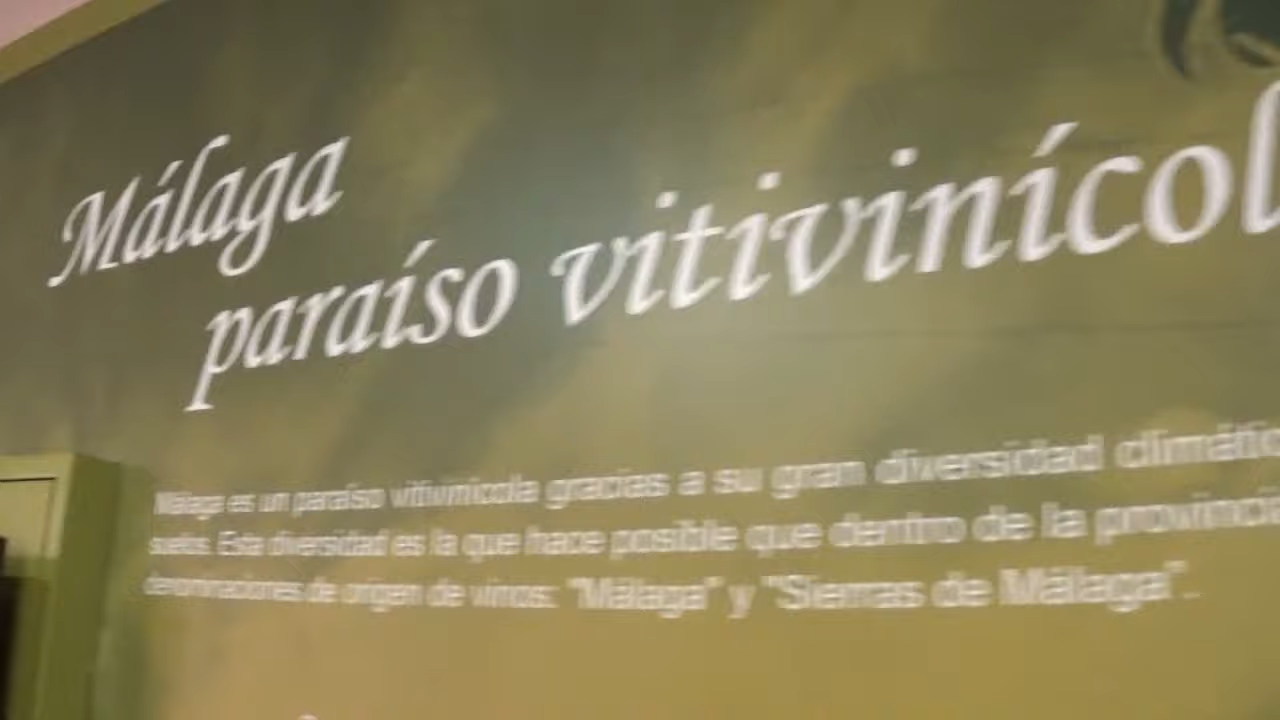 Málaga
paraíso vitivinícol
Málaga es un paraíso vitivinícola gracias a su gran diversidad climátic
suelos. Esta diversidad es la que hace posible que dentro de la provincia
denominaciones de origen de vinos: "Málaga" y "Sierras de Málaga".